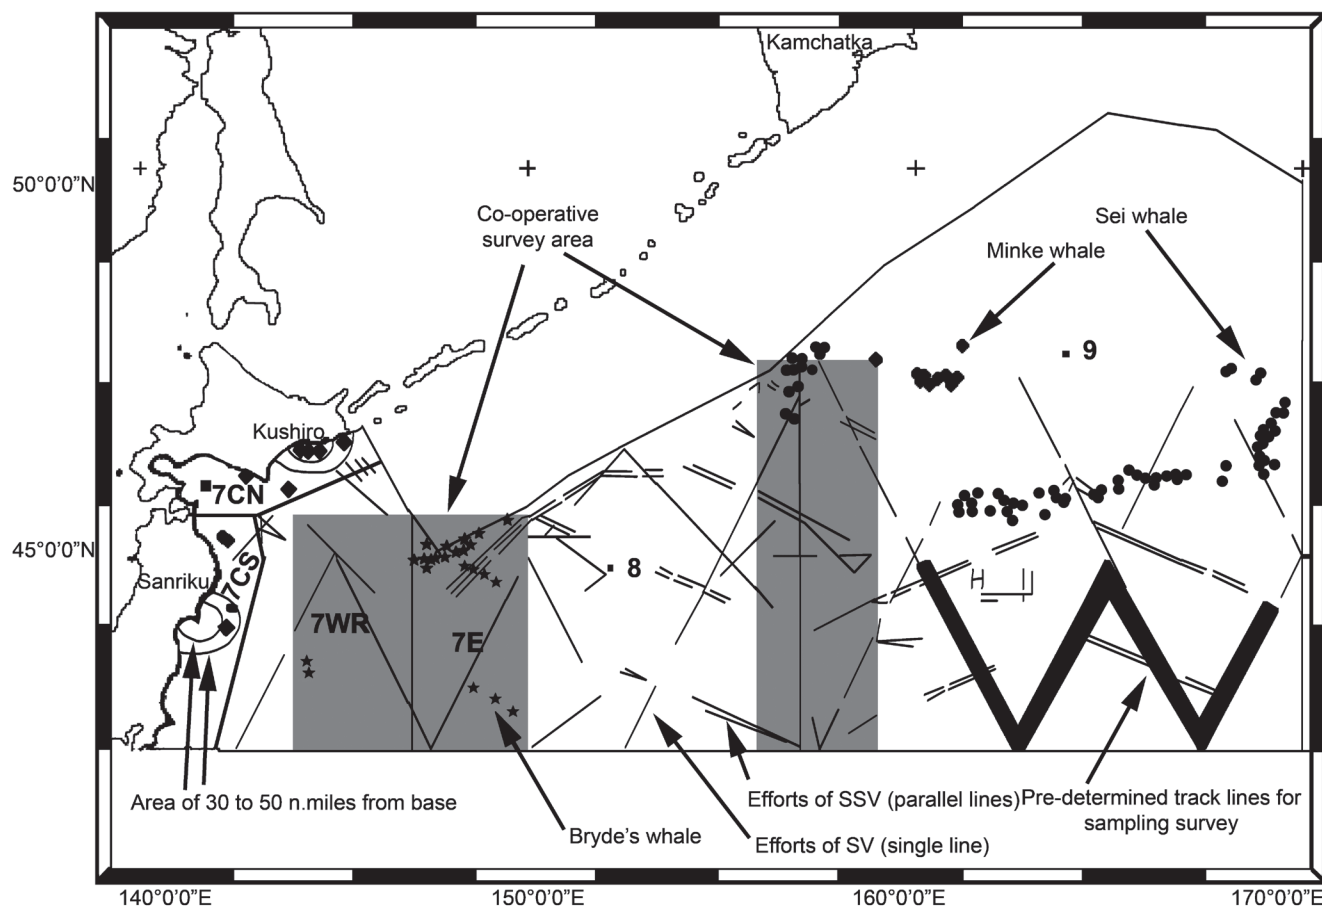 Kamchatka
50°0'0"N
Co-operative
survey area
Sei whale
Minke whale
9
Kushiro
7CN
45°0'0"N
Sanriku
7CS
8
7WR
7E
Area of 30 to 50 n.miles from base
Efforts of SSV (parallel lines)
Pre-determined track lines for
sampling survey
Bryde's whale
Efforts of SV (single line)
140°0'0"E
150°0'0"E
160°0'0"E
170°0'0"E